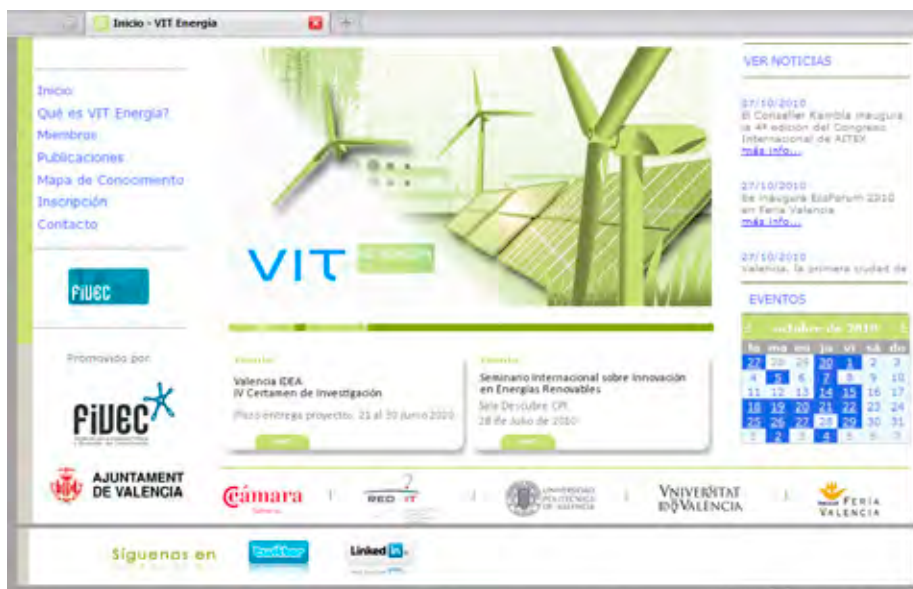 Inicio - VIT Energía
Inicio
Qué es VIT Energía?
Miembros
Publicaciones
Mapa de Conocimiento
Inscripción
Contacto
FIVEC
Promovido por:
FIVEC
AJUNTAMENT
DE VALENCIA
VIT
Valencia IDEA
IV Certamen de Investigación
Plazo entrega proyecto: 21 al 30 junio 2010
Seminario Internacional sobre Innovación
en Energías Renovables
Sala Descubre CPI
28 de Julio de 2010
VER NOTICIAS
27/10/2010
El Conseller Rambla inaugura
la 4ª edición del Congreso
Internacional de AITEX
más info...
27/10/2010
Se inaugura EcoForum 2010
en Feria Valencia
más info...
27/10/2010
Valencia, la primera ciudad de
EVENTOS
octubre de 2010
lu ma mi ju vi sá do
27 28 29 30 1 2 3
4 5 6 7 8 9 10
11 12 13 14 15 16 17
18 19 20 21 22 23 24
25 26 27 28 29 30 31
1 2 3 4 5 6 7
Cámara
Valencia
RED IT
UNIVERSIDAD
POLITECNICA
DE VALENCIA
VNIVERSITAT
ID VALÈNCIA
FERIA
VALENCIA
Síguenos en
twitter
Linked in